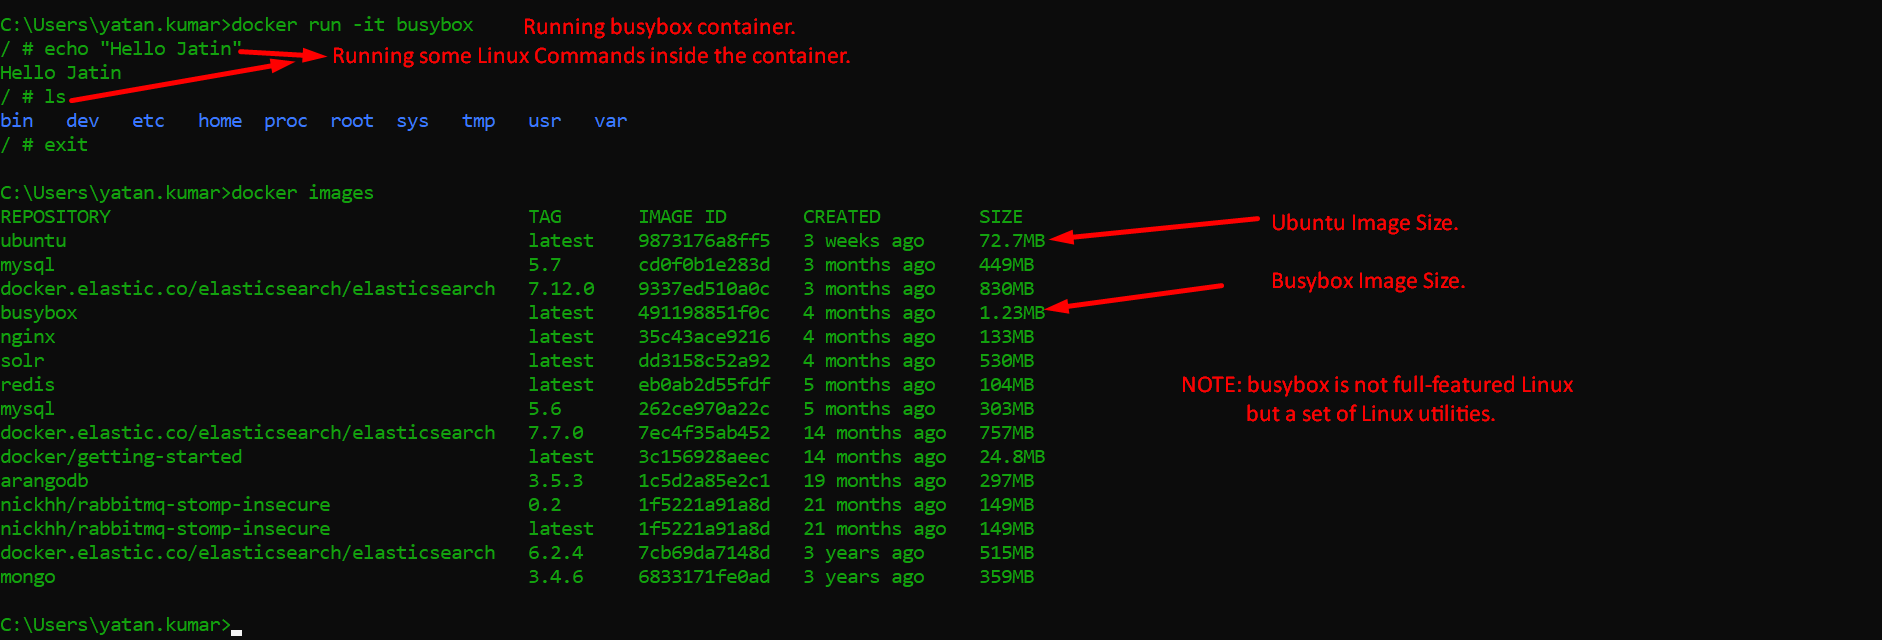 C:\Users\yatan.kumar>docker run -it busybox Running busybox container.
/ # echo "Hello Jatin" Running some Linux Commands inside the container.
Hello Jatin
/ # ls
bin dev etc home proc root sys tmp usr var
/ # exit
C:\Users\yatan.kumar>docker images
REPOSITORY TAG IMAGE ID CREATED SIZE
ubuntu latest 9873176a8ff5 3 weeks ago 72.7MB Ubuntu Image Size.
mysql 5.7 cd0f0b1e283d 3 months ago 449MB
docker.elastic.co/elasticsearch/elasticsearch 7.12.0 9337ed510a0c 3 months ago 830MB Busybox Image Size.
busybox latest 491198851f0c 4 months ago 1.23MB
nginx latest 35c43ace9216 4 months ago 133MB
solr latest dd3158c52a92 4 months ago 530MB
redis latest eb0ab2d55fdf 5 months ago 104MB NOTE: busybox is not full-featured Linux
mysql 5.6 262ce970a22c 5 months ago 303MB but a set of Linux utilities.
docker.elastic.co/elasticsearch/elasticsearch 7.7.0 7ec4f35ab452 14 months ago 757MB
docker/getting-started latest 3c156928aeec 14 months ago 24.8MB
arangodb 3.5.3 1c5d2a85e2c1 19 months ago 297MB
nickhh/rabbitmq-stomp-insecure 0.2 1f5221a91a8d 21 months ago 149MB
nickhh/rabbitmq-stomp-insecure latest 1f5221a91a8d 21 months ago 149MB
docker.elastic.co/elasticsearch/elasticsearch 6.2.4 7cb69da7148d 3 years ago 515MB
mongo 3.4.6 6833171fe0ad 3 years ago 359MB
C:\Users\yatan.kumar>